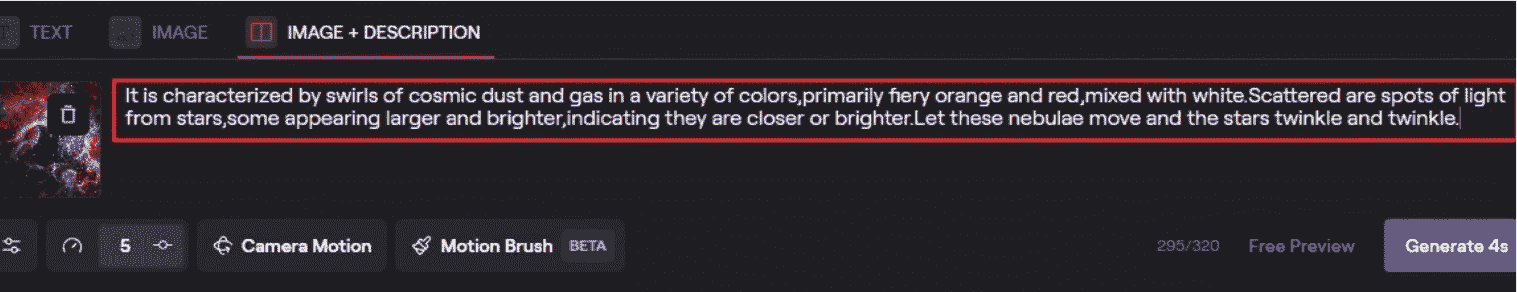 TEXT IMAGE IMAGE + DESCRIPTION
It is characterized by swirls of cosmic dust and gas in a variety of colors,primarily fiery orange and red,mixed with white.Scattered are spots of light
from stars,some appearing larger and brighter,indicating they are closer or brighter.Let these nebulae move and the stars twinkle and twinkle.
5 Camera Motion Motion Brush BETA 295/320 Free Preview Generate 4s